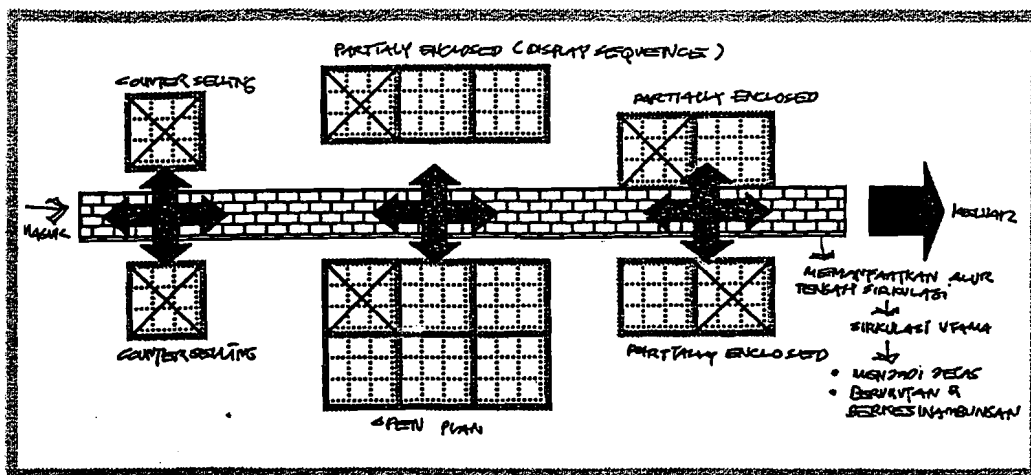 PARTIALY ENCLOSED (DISPLAY SEQUENCE)
COUNTER SELLING
PARTIALLY ENCLOSED
MASUK
KELUAR
MEMANFAATKAN ALUR
TENGAH SIRKULASI
SIRKULASI UTAMA
• MENJADI JELAS
• BERURUTAN &
BERKESINAMBUNGAN
COUNTER SELLING
PARTIALLY ENCLOSED
OPEN PLAN